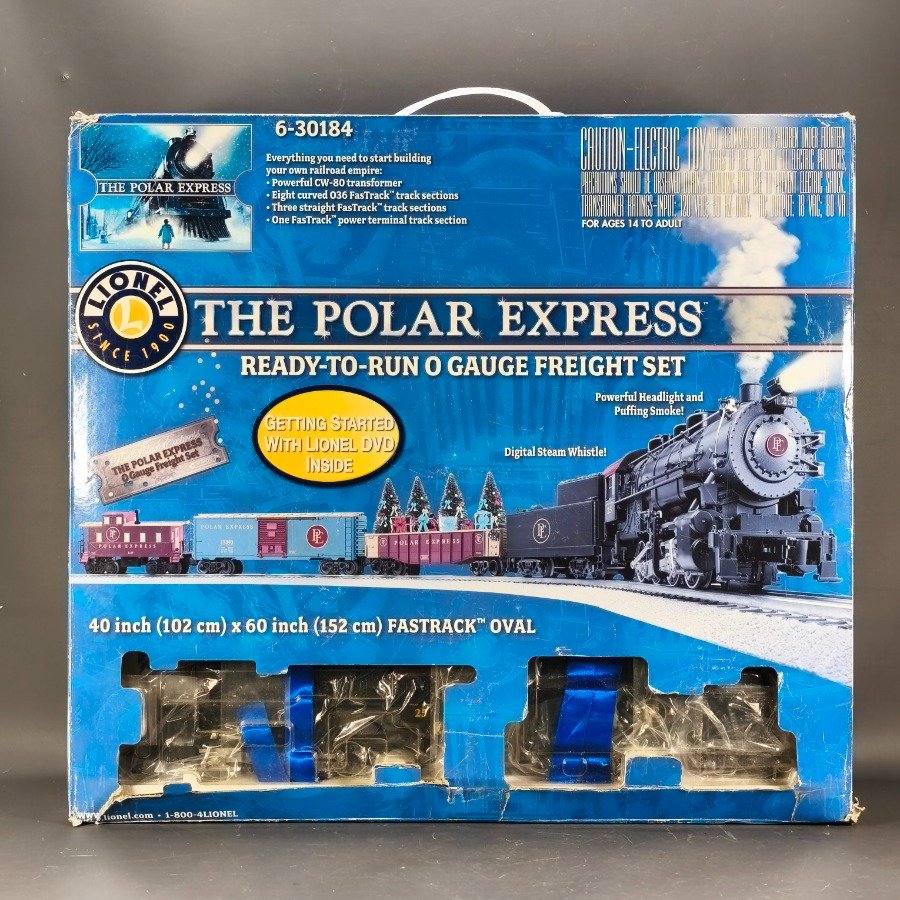 6-30184
THE POLAR EXPRESS
Everything you need to start building
your own railroad empire:
• Powerful CW-80 transformer
• Eight curved O36 FasTrack™ track sections
• Three straight FasTrack™ track sections
• One FasTrack™ power terminal track section
CAUTION-ELECTRIC TOY
FOR AGES 14 TO ADULT
LIONEL
L
SINCE 1900
®
THE POLAR EXPRESS™
READY-TO-RUN O GAUGE FREIGHT SET
Powerful Headlight and
Puffing Smoke!
25
GETTING STARTED
WITH LIONEL DVD
INSIDE
Digital Steam Whistle!
THE POLAR EXPRESS
O Gauge Freight Set
POLAR EXPRESS
POLAR EXPRESS
POLAR EXPRESS
40 inch (102 cm) x 60 inch (152 cm) FASTRACK™ OVAL
www.lionel.com • 1-800-4LIONEL